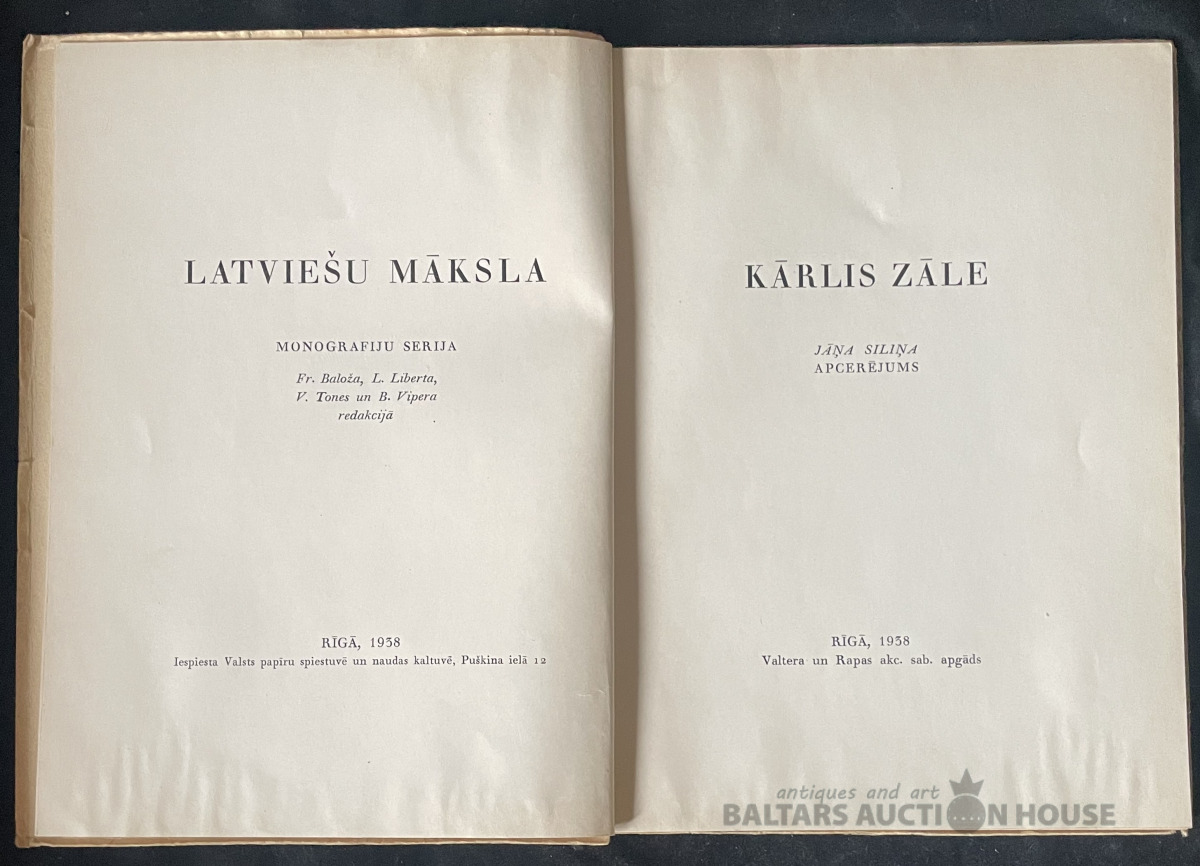 LATVIEŠU MĀKSLA
MONOGRAFIJU SERIJA
Fr. Baloža, L. Liberta,
V. Tones un B. Vipera
redakcijā
RĪGĀ, 1938
Iespiesta Valsts papīru spiestuvē un naudas kaltuvē, Puškina ielā 12
KĀRLIS ZĀLE
JĀŅA SILIŅA
APCERĒJUMS
RĪGĀ, 1938
Valtera un Rapas akc. sab. apgāds
antiques and art
BALTARS AUCTION HOUSE